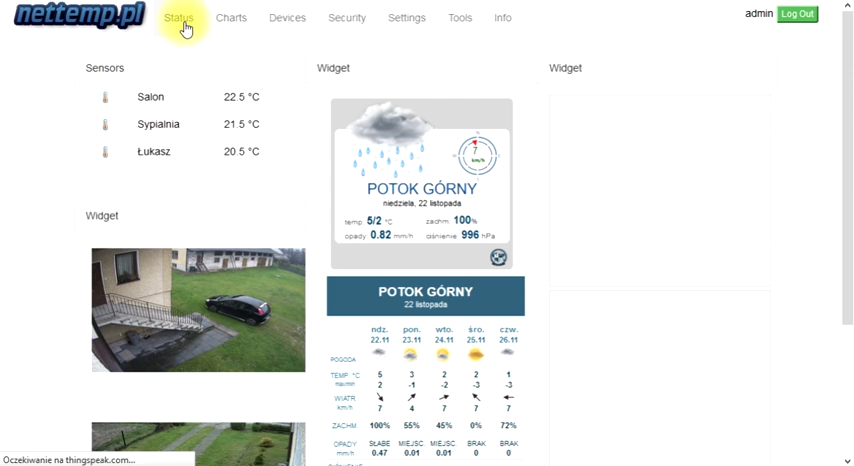 nettemp.pl
Status Charts Devices Security Settings Tools Info
admin Log Out
Sensors
Salon 22.5 °C
Sypialnia 21.5 °C
Łukasz 20.5 °C
Widget
Widget
POTOK GÓRNY
niedziela, 22 listopada
7
km/h
temp 5/2 °C zachm 100%
opady 0.82 mm/h ciśnienie 996 hPa
POTOK GÓRNY
22 listopada
ndz. pon. wto. śro. czw.
22.11 23.11 24.11 25.11 26.11
POGODA
TEMP. °C 5 3 2 2 1
max/min 2 -1 -2 -3 -3
WIATR
km/h 7 4 7 7 7
ZACHM 100% 55% 45% 0% 72%
OPADY SŁABE MIEJSC. MIEJSC. BRAK BRAK
mm/h 0.47 0.01 0.01 0 0
Widget
Oczekiwanie na thingspeak.com...